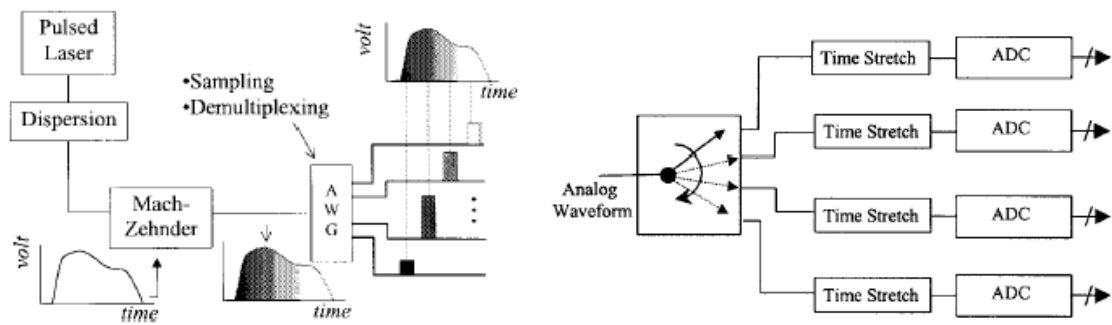 Pulsed
Laser
Dispersion
Mach-
Zehnder
volt
time
•Sampling
•Demultiplexing
A
W
G
volt
time
volt
time
Analog
Waveform
Time Stretch
ADC
Time Stretch
ADC
Time Stretch
ADC
Time Stretch
ADC